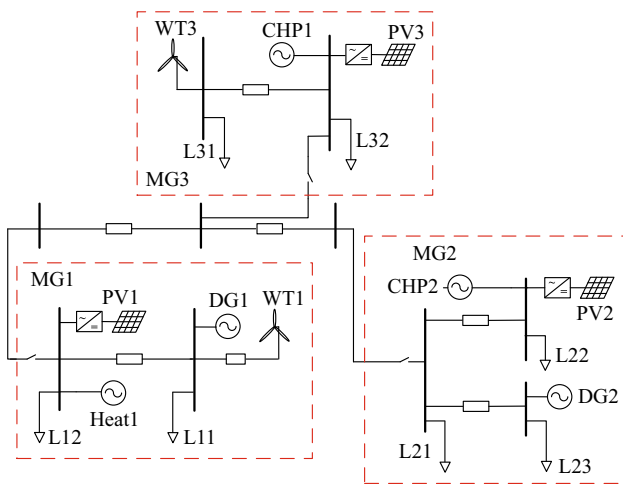 WT3
CHP1
PV3
L31
L32
MG3
MG1
MG2
PV1
DG1
WT1
CHP2
PV2
L22
Heat1
DG2
L12
L11
L21
L23